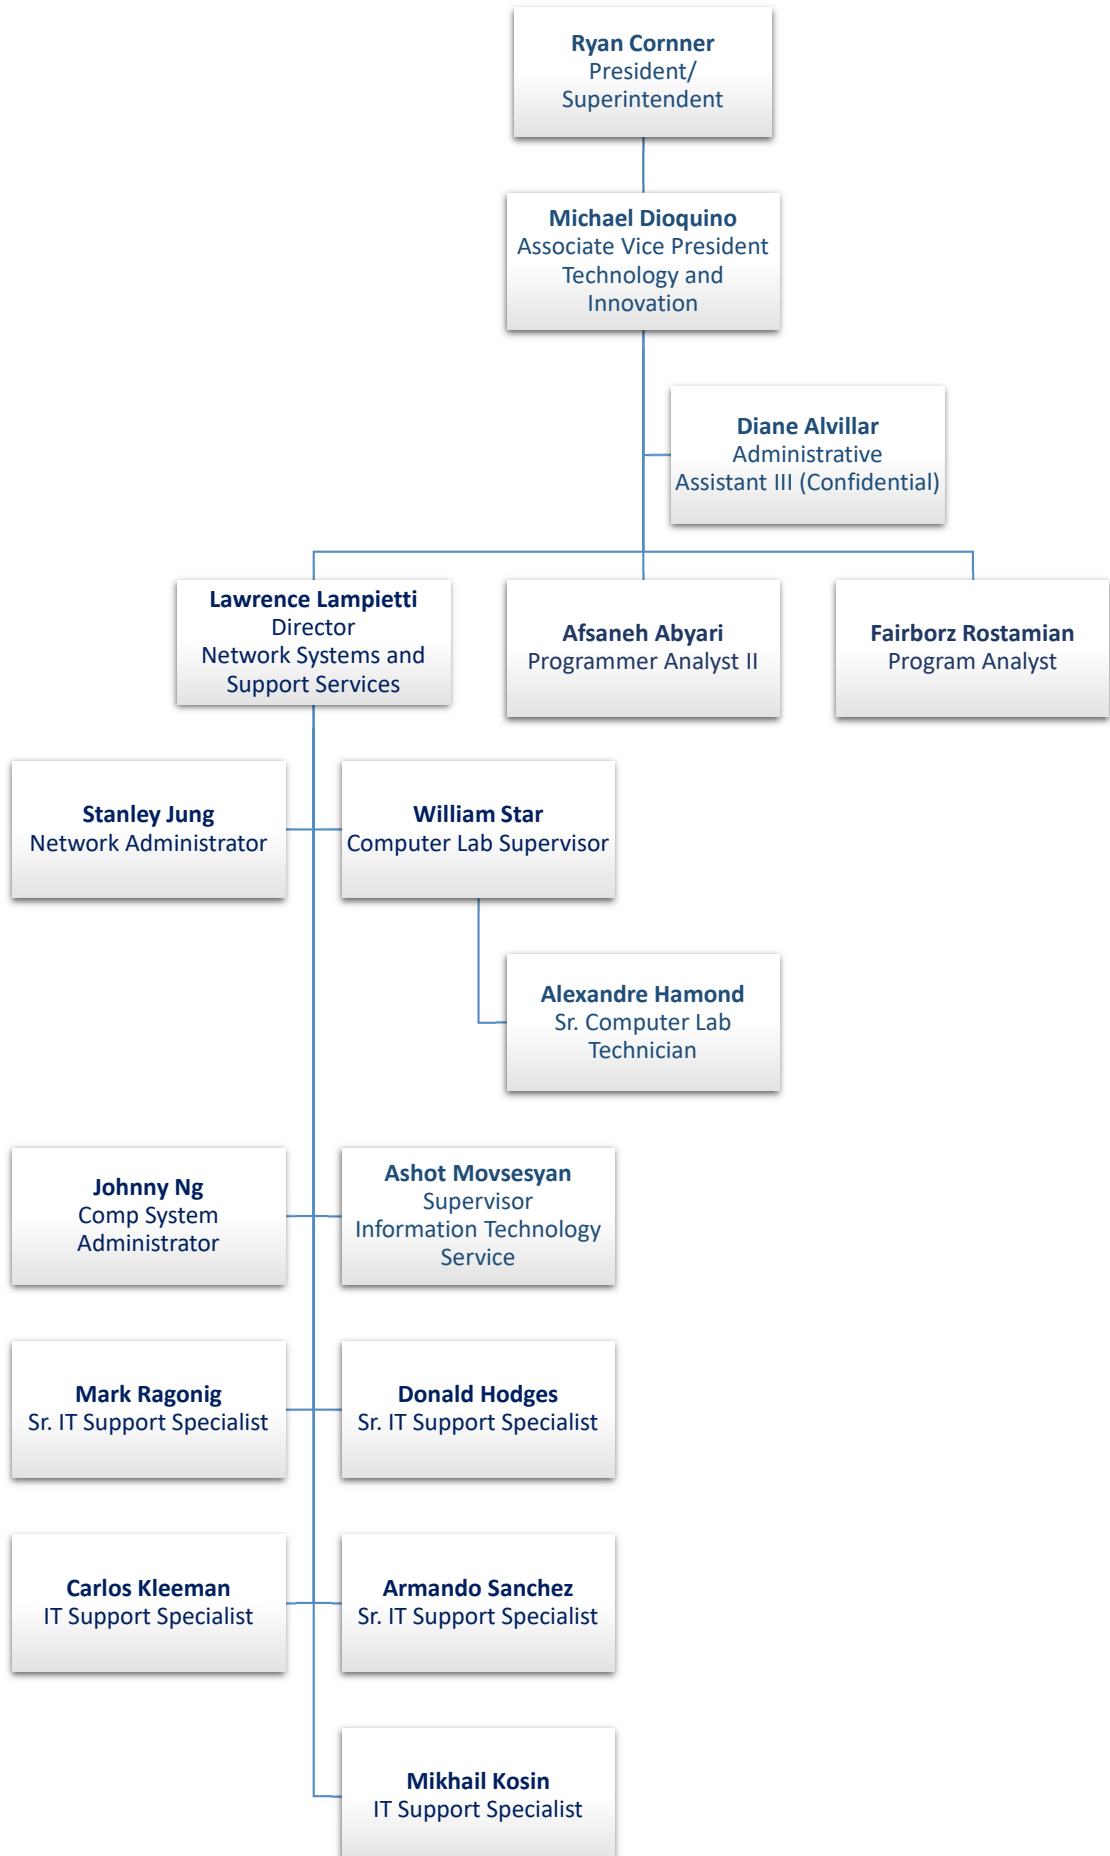 Ryan Cornner
President/
Superintendent
Michael Dioquino
Associate Vice President
Technology and
Innovation
Diane Alvillar
Administrative
Assistant III (Confidential)
Lawrence Lampietti
Director
Network Systems and
Support Services
Afsaneh Abyari
Programmer Analyst II
Fairborz Rostamian
Program Analyst
Stanley Jung
Network Administrator
William Star
Computer Lab Supervisor
Alexandre Hamond
Sr. Computer Lab
Technician
Johnny Ng
Comp System
Administrator
Ashot Movsesyan
Supervisor
Information Technology
Service
Mark Ragonig
Sr. IT Support Specialist
Donald Hodges
Sr. IT Support Specialist
Carlos Kleeman
IT Support Specialist
Armando Sanchez
Sr. IT Support Specialist
Mikhail Kosin
IT Support Specialist